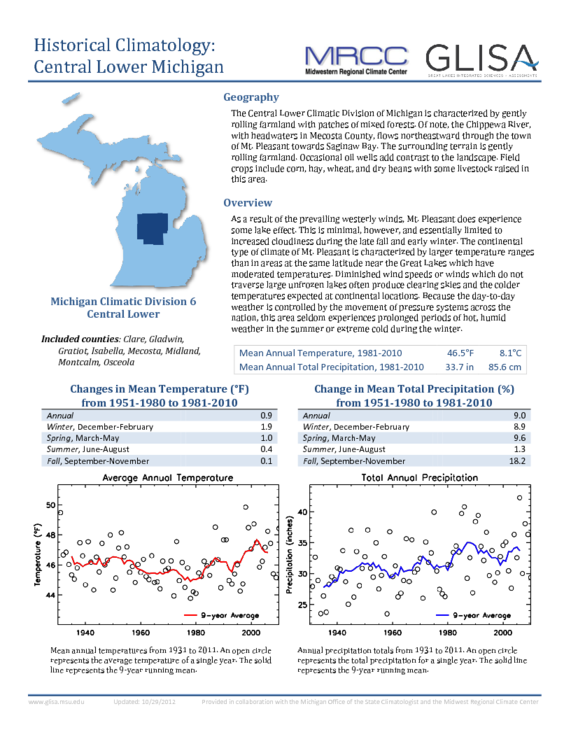 Historical Climatology:
Central Lower Michigan
MRCC
Midwestern Regional Climate Center
GLISA
GREAT LAKES INTEGRATED SCIENCES + ASSESSMENTS
Geography
The Central Lower Climatic Division of Michigan is characterized by gently
rolling farmland with patches of mixed forests. Of note, the Chippewa River,
with headwaters in Mecosta County, flows northeastward through the town
of Mt. Pleasant towards Saginaw Bay. The surrounding terrain is gently
rolling farmland. Occasional oil wells add contrast to the landscape. Field
crops include corn, hay, wheat, and dry beans with some livestock raised in
this area.
Overview
As a result of the prevailing westerly winds, Mt. Pleasant does experience
some lake effect. This is minimal, however, and essentially limited to
increased cloudiness during the late fall and early winter. The continental
type of climate of Mt. Pleasant is characterized by larger temperature ranges
than in areas at the same latitude near the Great Lakes which have
moderated temperatures. Diminished wind speeds or winds which do not
traverse large unfrozen lakes often produce clearing skies and the colder
temperatures expected at continental locations. Because the day-to-day
weather is controlled by the movement of pressure systems across the
nation, this area seldom experiences prolonged periods of hot, humid
weather in the summer or extreme cold during the winter.
Michigan Climatic Division 6
Central Lower
Included counties: Clare, Gladwin,
Gratiot, Isabella, Mecosta, Midland,
Montcalm, Osceola
Mean Annual Temperature, 1981-2010 46.5°F 8.1°C
Mean Annual Total Precipitation, 1981-2010 33.7 in 85.6 cm
Changes in Mean Temperature (°F)
from 1951-1980 to 1981-2010
Annual 0.9
Winter, December-February 1.9
Spring, March-May 1.0
Summer, June-August 0.4
Fall, September-November 0.1
Change in Mean Total Precipitation (%)
from 1951-1980 to 1981-2010
Annual 9.0
Winter, December-February 8.9
Spring, March-May 9.6
Summer, June-August 1.3
Fall, September-November 18.2
Average Annual Temperature
Temperature (°F)
50
48
46
44
1940 1960 1980 2000
9-year Average
Total Annual Precipitation
Precipitation (inches)
40
35
30
25
1940 1960 1980 2000
9-year Average
Mean annual temperatures from 1931 to 2011. An open circle
represents the average temperature of a single year. The solid
line represents the 9-year running mean.
Annual precipitation totals from 1931 to 2011. An open circle
represents the total precipitation for a single year. The solid line
represents the 9-year running mean.
www.glisa.msu.edu Updated: 10/29/2012 Provided in collaboration with the Michigan Office of the State Climatologist and the Midwest Regional Climate Center